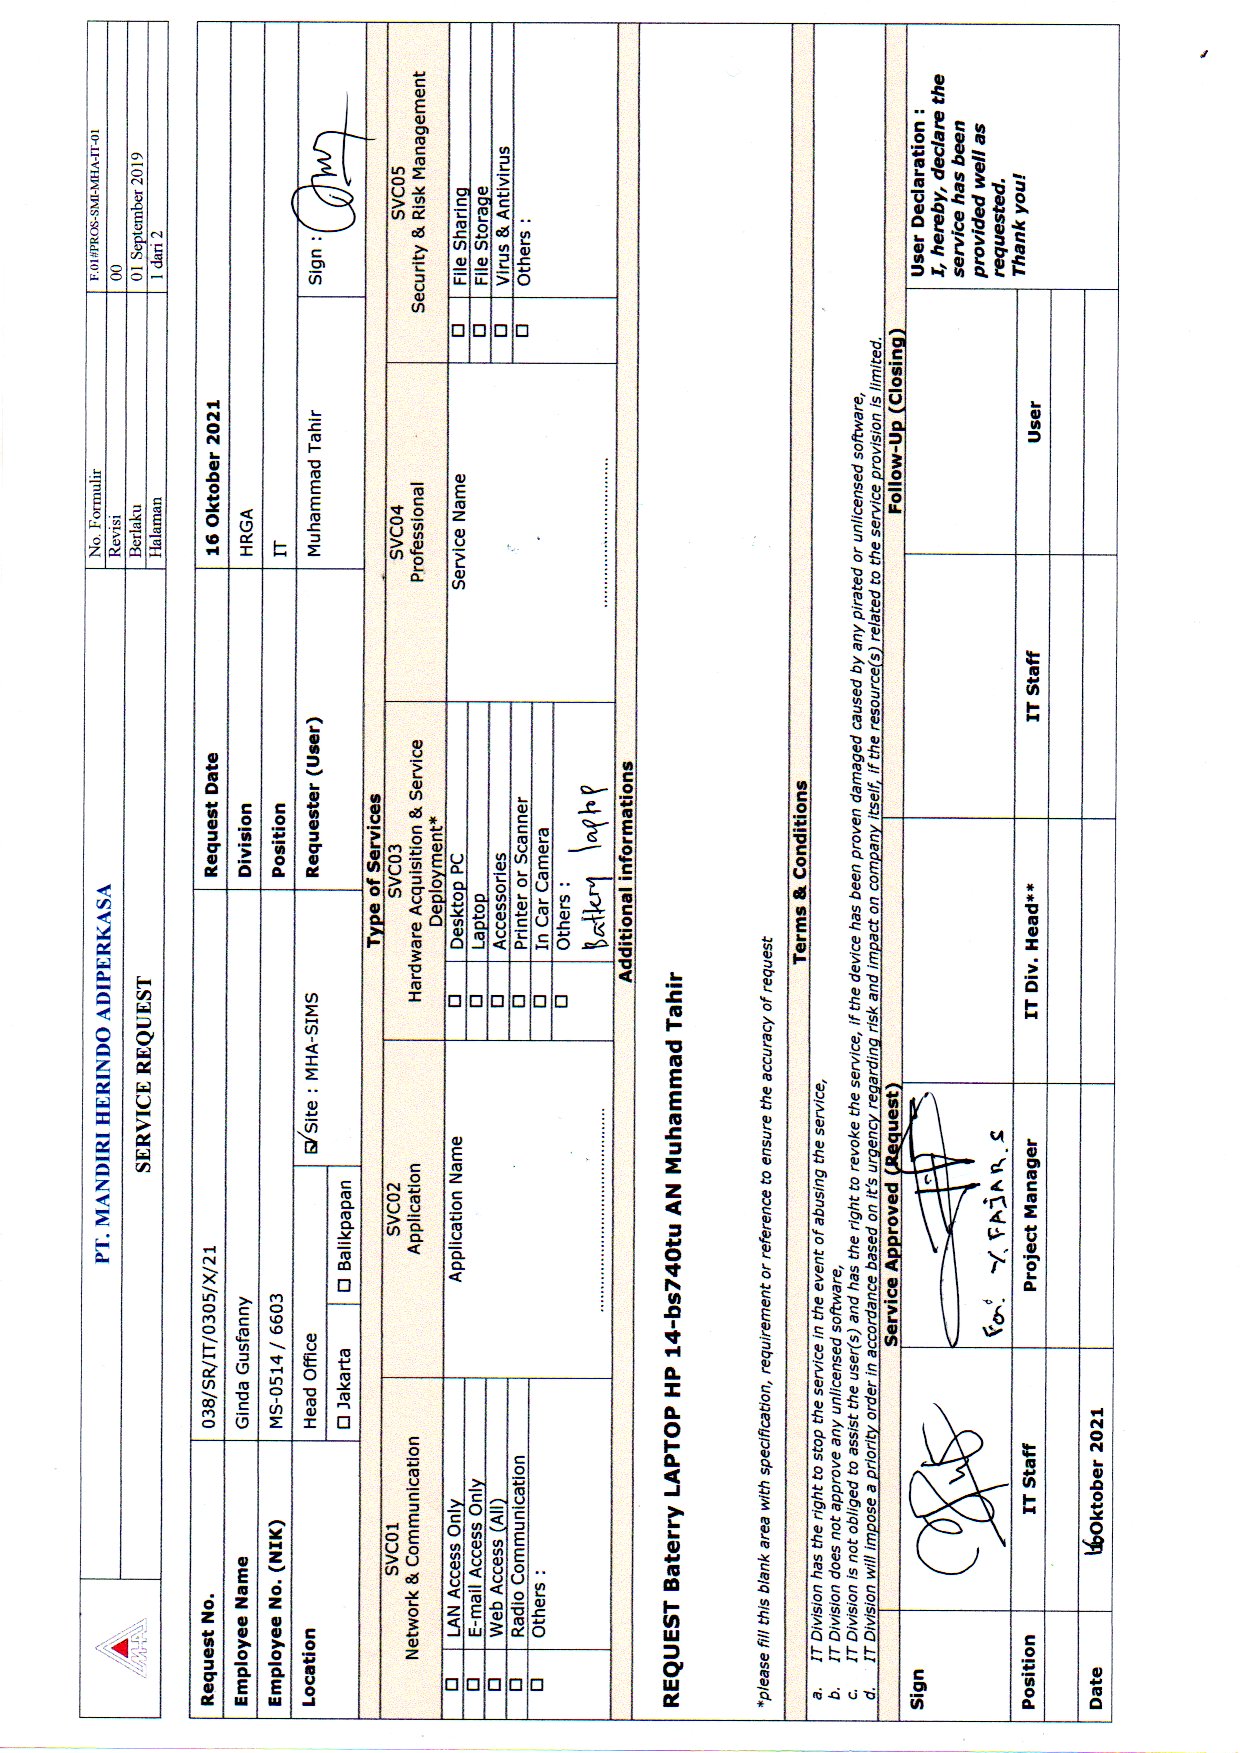 MHA
PT. MANDIRI HERINDO ADIPERKASA
SERVICE REQUEST
No. Formulir F.01#PROS-SMI-MHA-IT-01
Revisi 00
Berlaku 01 September 2019
Halaman 1 dari 2
Request No. 038/SR/IT/0305/X/21 Request Date 16 Oktober 2021
Employee Name Ginda Gusfanny Division HRGA
Employee No. (NIK) MS-0514 / 6603 Position IT
Location Head Office ☑ Site : MHA-SIMS Requester (User) Muhammad Tahir Sign :
☐ Jakarta ☐ Balikpapan
Type of Services
SVC01 SVC02 SVC03 SVC04 SVC05
Network & Communication Application Hardware Acquisition & Service Professional Security & Risk Management
Deployment*
☐ LAN Access Only Application Name ☐ Desktop PC Service Name ☐ File Sharing
☐ E-mail Access Only ☐ Laptop ☐ File Storage
☐ Web Access (All) ☐ Accessories ☐ Virus & Antivirus
☐ Radio Communication ☐ Printer or Scanner ☐ Others :
☐ Others : ☐ In Car Camera
☐ Others :
Battery laptop
Additional informations
REQUEST Baterry LAPTOP HP 14-bs740tu AN Muhammad Tahir
*please fill this blank area with specification, requirement or reference to ensure the accuracy of request
Terms & Conditions
a. IT Division has the right to stop the service in the event of abusing the service,
b. IT Division does not approve any unlicensed software,
c. IT Division is not obliged to assist the user(s) and has the right to revoke the service, if the device has been proven damaged caused by any pirated or unlicensed software,
d. IT Division will impose a priority order in accordance based on it's urgency regarding risk and impact on company itself, if the resource(s) related to the service provision is limited.
Service Approved (Request) Follow-Up (Closing)
Sign
For: Y. FAJAR.S
User Declaration :
I, hereby, declare the
service has been
provided well as
requested.
Thank you!
Position IT Staff Project Manager IT Div. Head** IT Staff User
Date 16 Oktober 2021